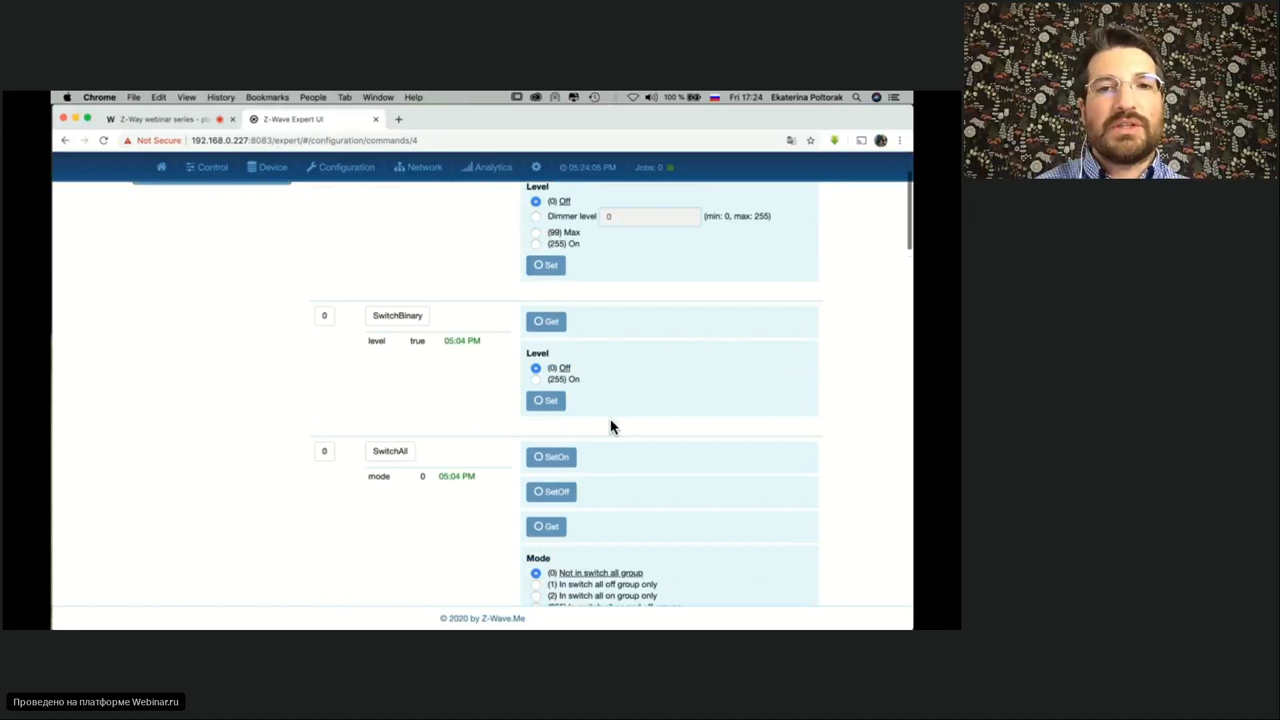 Chrome File Edit View History Bookmarks People Tab Window Help 100 % Fri 17:24 Ekaterina Poltorak
Z-Way webinar series - pl
Z-Wave Expert UI
Not Secure 192.168.0.227:8083/expert/#/configuration/commands/4
Control Device Configuration Network Analytics 05:24:05 PM Jobs: 0
Level
(0) Off
Dimmer level 0 (min: 0, max: 255)
(99) Max
(255) On
Set
0 SwitchBinary Get
level true 05:04 PM
Level
(0) Off
(255) On
Set
0 SwitchAll SetOn
mode 0 05:04 PM
SetOff
Get
Mode
(0) Not in switch all group
(1) In switch all off group only
(2) In switch all on group only
© 2020 by Z-Wave.Me
Проведено на платформе Webinar.ru